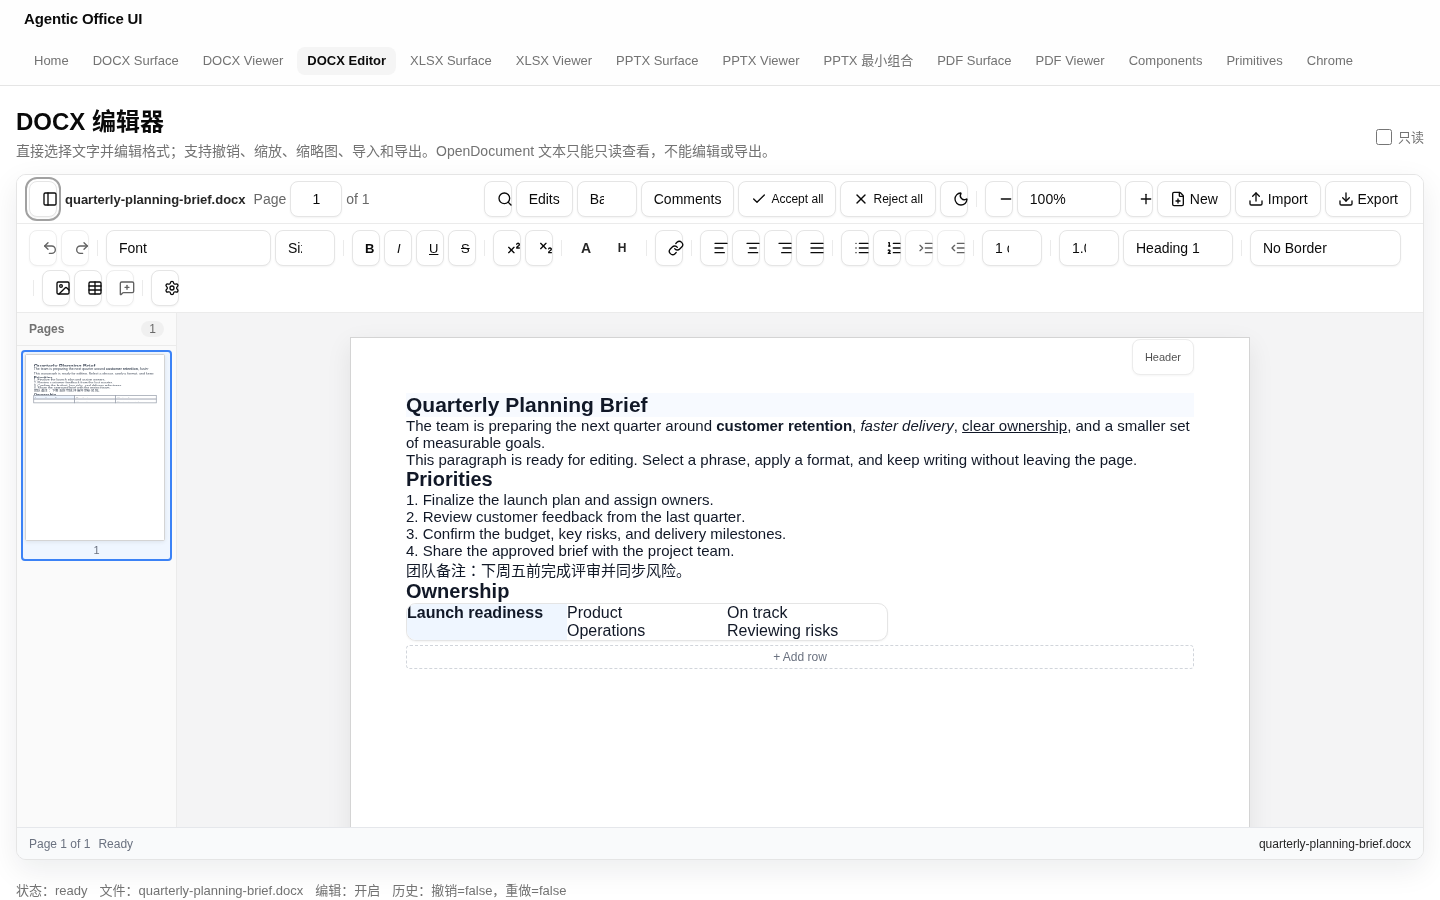 Agentic Office UI
Home DOCX Surface DOCX Viewer DOCX Editor XLSX Surface XLSX Viewer PPTX Surface PPTX Viewer PPTX 最小组合 PDF Surface PDF Viewer Components Primitives Chrome
DOCX 编辑器
直接选择文字并编辑格式；支持撤销、缩放、缩略图、导入和导出。OpenDocument 文本只能只读查看，不能编辑或导出。
只读
quarterly-planning-brief.docx Page 1 of 1 Edits Ba Comments Accept all Reject all 100% New Import Export
Font Si B I U S A H 1.0 Heading 1 No Border
Pages 1
1
Header
Quarterly Planning Brief
The team is preparing the next quarter around customer retention, faster delivery, clear ownership, and a smaller set
of measurable goals.
This paragraph is ready for editing. Select a phrase, apply a format, and keep writing without leaving the page.
Priorities
1. Finalize the launch plan and assign owners.
2. Review customer feedback from the last quarter.
3. Confirm the budget, key risks, and delivery milestones.
4. Share the approved brief with the project team.
团队备注：下周五前完成评审并同步风险。
Ownership
Launch readiness Product On track
Operations Reviewing risks
+ Add row
Page 1 of 1 Ready quarterly-planning-brief.docx
状态：ready 文件：quarterly-planning-brief.docx 编辑：开启 历史：撤销=false，重做=false